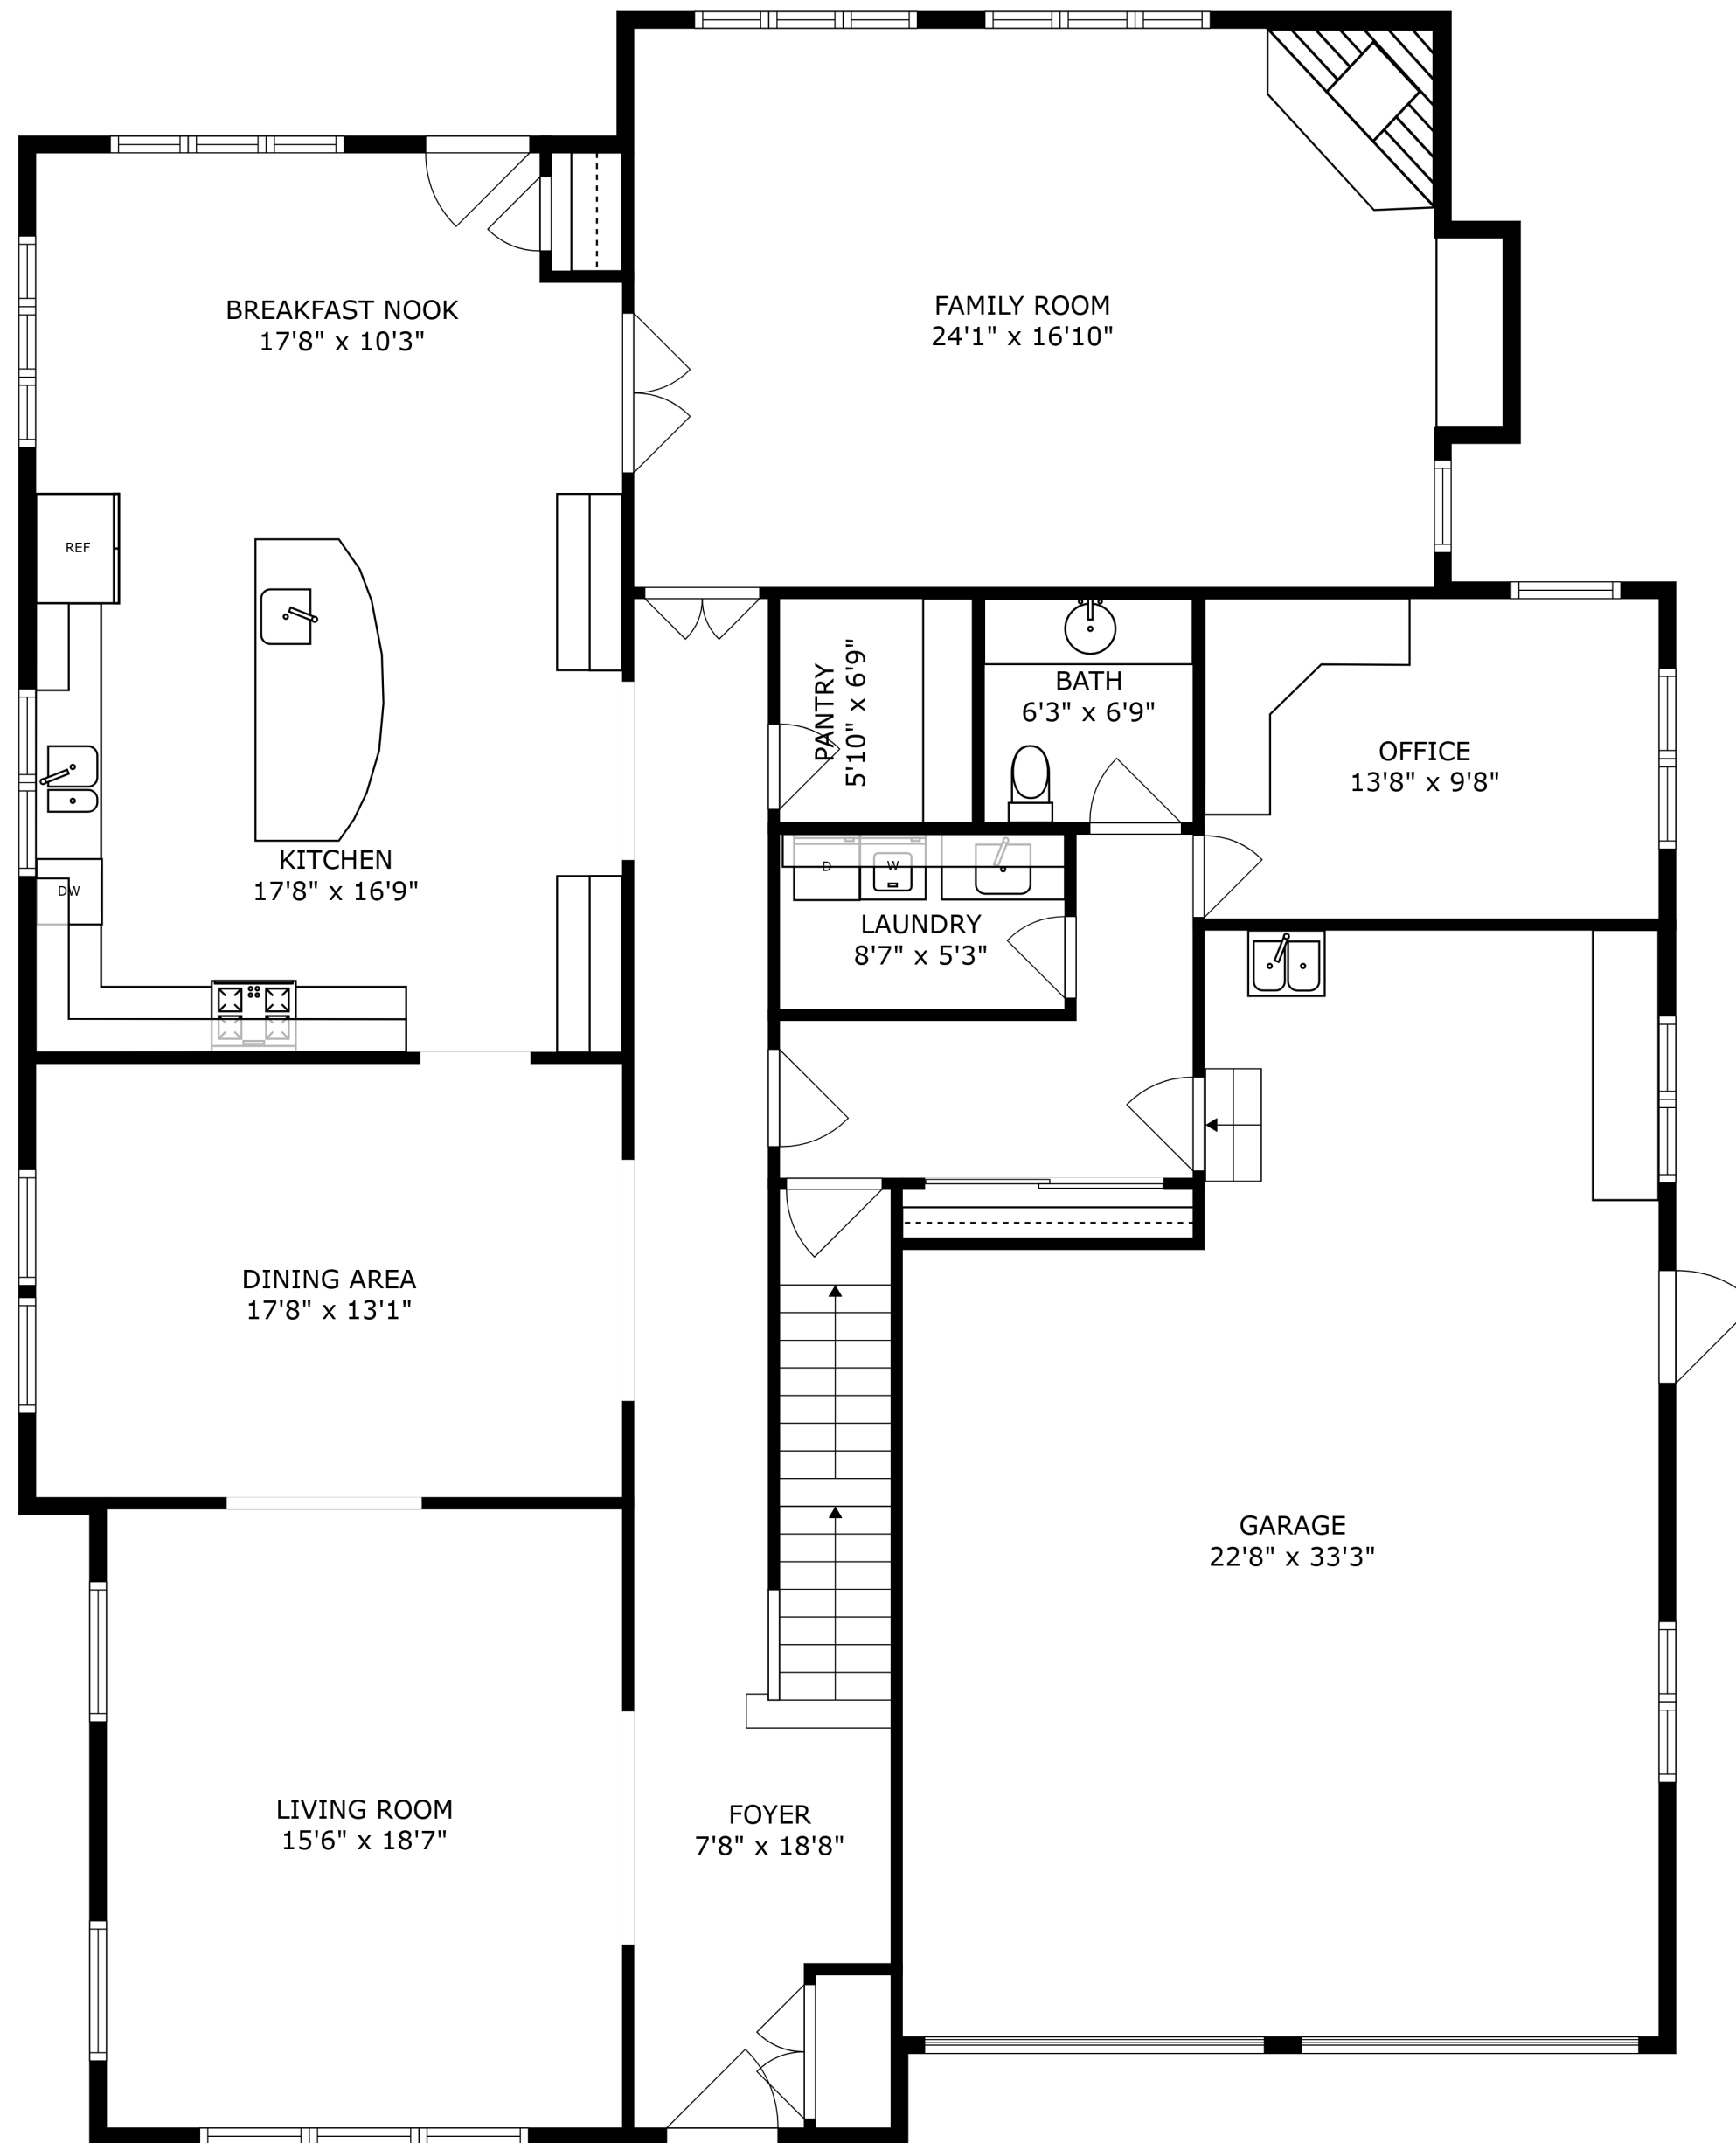 FAMILY ROOM
24'1" x 16'10"
BREAKFAST NOOK
17'8" x 10'3"
REF
PANTRY
5'10" x 6'9"
BATH
6'3" x 6'9"
OFFICE
13'8" x 9'8"
KITCHEN
17'8" x 16'9"
DW
D
W
LAUNDRY
8'7" x 5'3"
DINING AREA
17'8" x 13'1"
GARAGE
22'8" x 33'3"
LIVING ROOM
15'6" x 18'7"
FOYER
7'8" x 18'8"